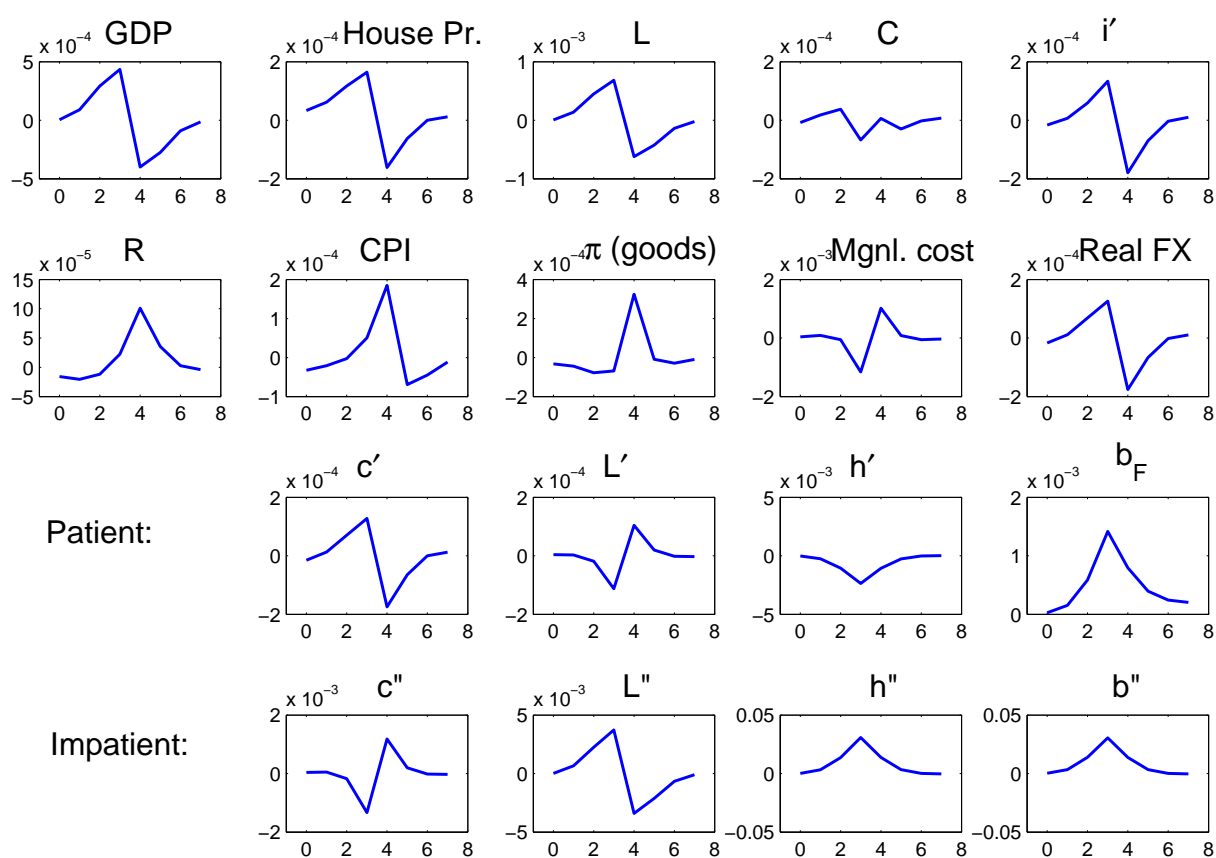 GDP House Pr. L C i′
x 10−4 x 10−4 x 10−3 x 10−4 x 10−4
5 2 1 2 2
0 0 0 0 0
−5 −2 −1 −2 −2
0 2 4 6 8 0 2 4 6 8 0 2 4 6 8 0 2 4 6 8 0 2 4 6 8
R CPI π (goods) Mgnl. cost Real FX
x 10−5 x 10−4 x 10−4 x 10−3 x 10−4
15 2 4 2 2
10 1 2
5 0 0 0
0 0
−5 −1 −2 −2 −2
0 2 4 6 8 0 2 4 6 8 0 2 4 6 8 0 2 4 6 8 0 2 4 6 8
c′ L′ h′ bF
x 10−4 x 10−4 x 10−3 x 10−3
2 2 5 2
Patient: 0 0 0 1
−2 −2 −5 0
0 2 4 6 8 0 2 4 6 8 0 2 4 6 8 0 2 4 6 8
c" L" h" b"
x 10−3 x 10−3
2 5 0.05 0.05
Impatient: 0 0 0 0
−2 −5 −0.05 −0.05
0 2 4 6 8 0 2 4 6 8 0 2 4 6 8 0 2 4 6 8